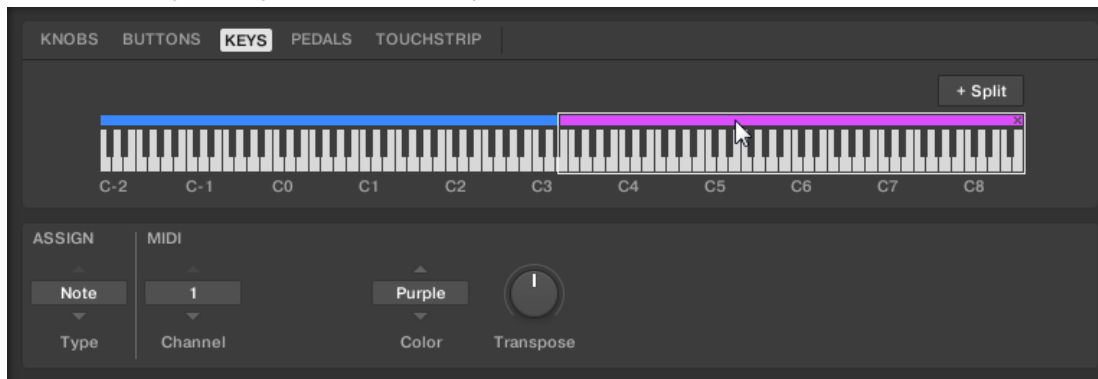 KNOBS BUTTONS KEYS PEDALS TOUCHSTRIP
+ Split
C-2 C-1 C0 C1 C2 C3 C4 C5 C6 C7 C8
ASSIGN MIDI
Note 1 Purple
Type Channel Color Transpose